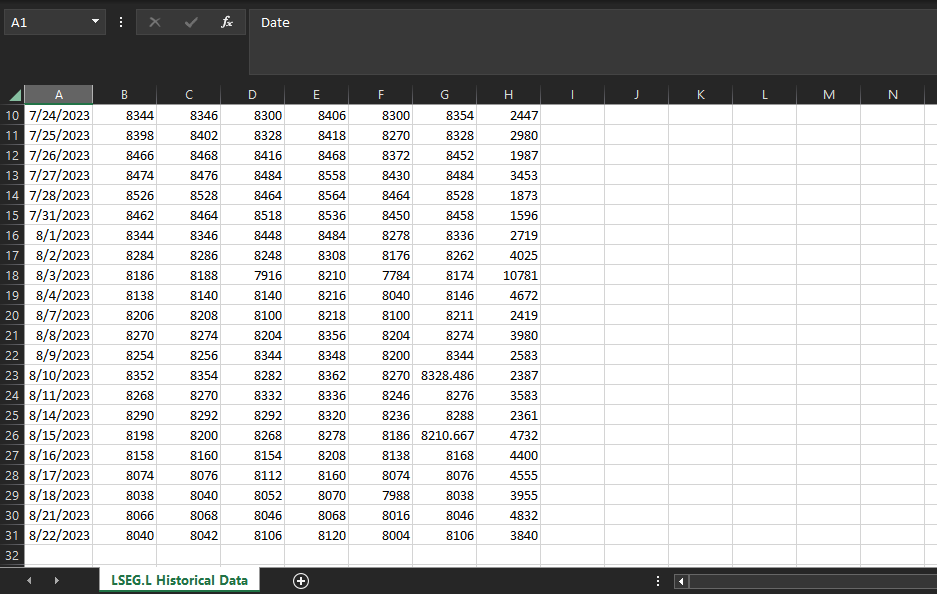 A1 fx Date
A B C D E F G H I J K L M N
10 7/24/2023 8344 8346 8300 8406 8300 8354 2447
11 7/25/2023 8398 8402 8328 8418 8270 8328 2980
12 7/26/2023 8466 8468 8416 8468 8372 8452 1987
13 7/27/2023 8474 8476 8484 8558 8430 8484 3453
14 7/28/2023 8526 8528 8464 8564 8464 8528 1873
15 7/31/2023 8462 8464 8518 8536 8450 8458 1596
16 8/1/2023 8344 8346 8448 8484 8278 8336 2719
17 8/2/2023 8284 8286 8248 8308 8176 8262 4025
18 8/3/2023 8186 8188 7916 8210 7784 8174 10781
19 8/4/2023 8138 8140 8140 8216 8040 8146 4672
20 8/7/2023 8206 8208 8100 8218 8100 8211 2419
21 8/8/2023 8270 8274 8204 8356 8204 8274 3980
22 8/9/2023 8254 8256 8344 8348 8200 8344 2583
23 8/10/2023 8352 8354 8282 8362 8270 8328.486 2387
24 8/11/2023 8268 8270 8332 8336 8246 8276 3583
25 8/14/2023 8290 8292 8292 8320 8236 8288 2361
26 8/15/2023 8198 8200 8268 8278 8186 8210.667 4732
27 8/16/2023 8158 8160 8154 8208 8138 8168 4400
28 8/17/2023 8074 8076 8112 8160 8074 8076 4555
29 8/18/2023 8038 8040 8052 8070 7988 8038 3955
30 8/21/2023 8066 8068 8046 8068 8016 8046 4832
31 8/22/2023 8040 8042 8106 8120 8004 8106 3840
32
LSEG.L Historical Data